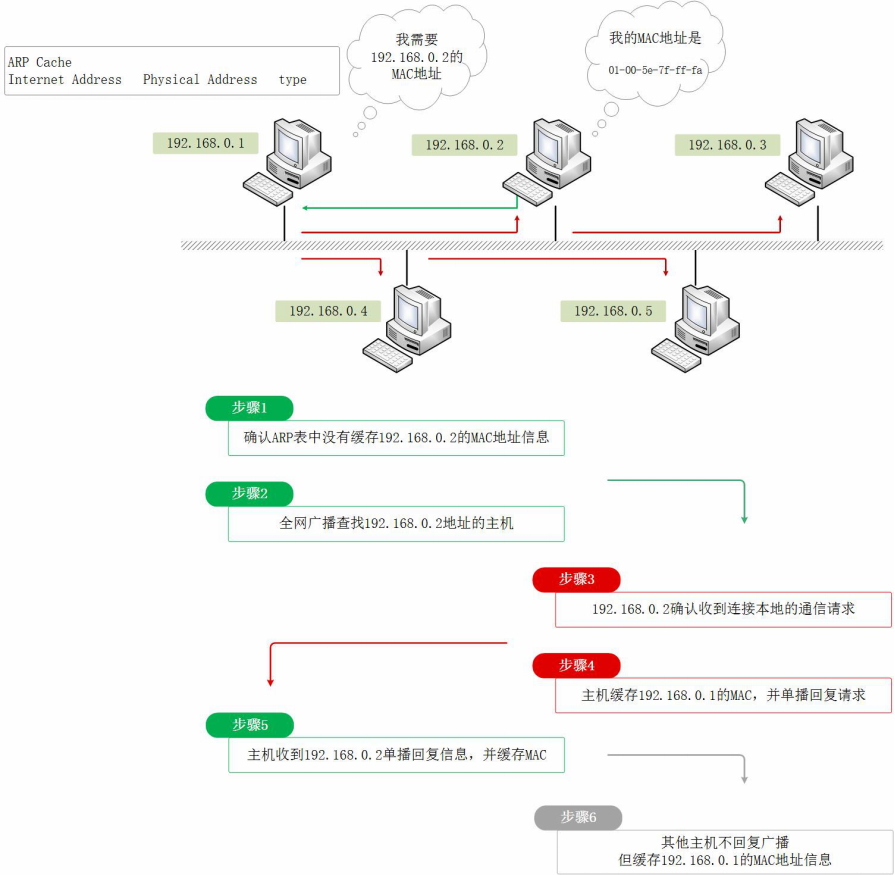 ARP Cache
Internet Address Physical Address type
我需要
192.168.0.2的
MAC地址
我的MAC地址是
01-00-5e-7f-ff-fa
192.168.0.1
192.168.0.2
192.168.0.3
192.168.0.4
192.168.0.5
步骤1
确认ARP表中没有缓存192.168.0.2的MAC地址信息
步骤2
全网广播查找192.168.0.2地址的主机
步骤3
192.168.0.2确认收到连接本地的通信请求
步骤4
主机缓存192.168.0.1的MAC，并单播回复请求
步骤5
主机收到192.168.0.2单播回复信息，并缓存MAC
步骤6
其他主机不回复广播
但缓存192.168.0.1的MAC地址信息